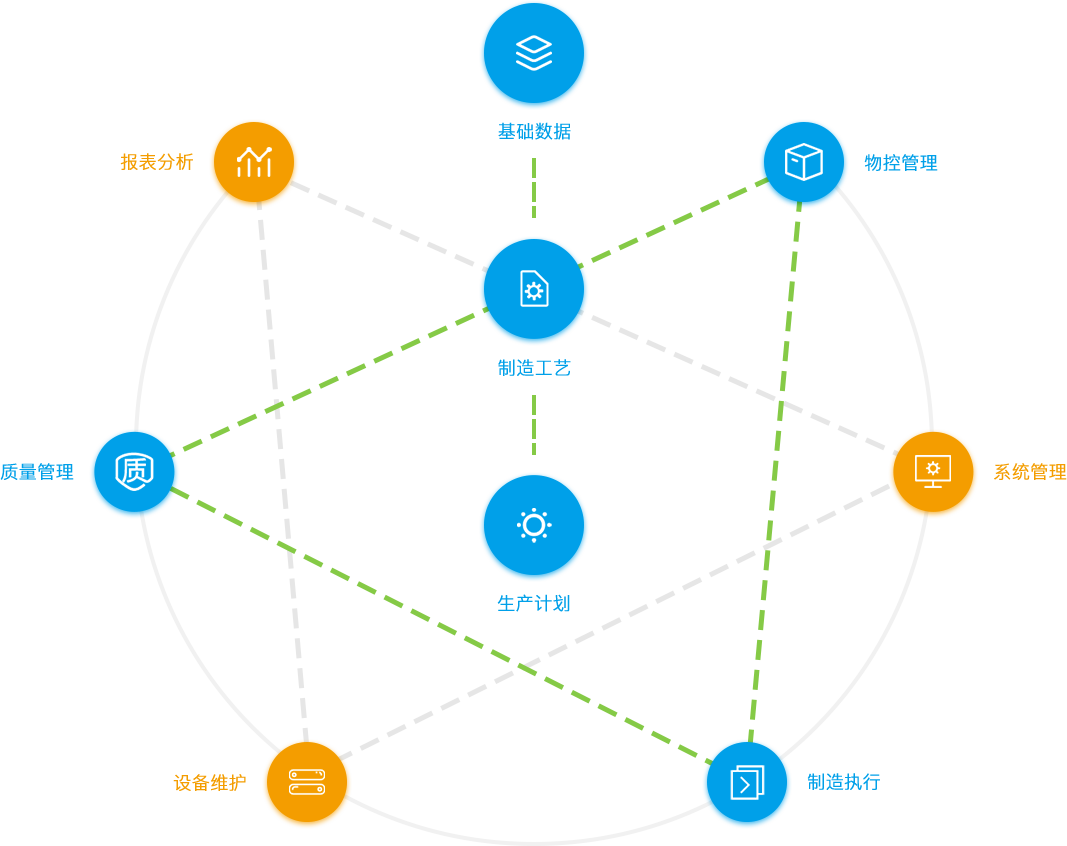 基础数据
报表分析
物控管理
制造工艺
质量管理
质
系统管理
生产计划
设备维护
制造执行